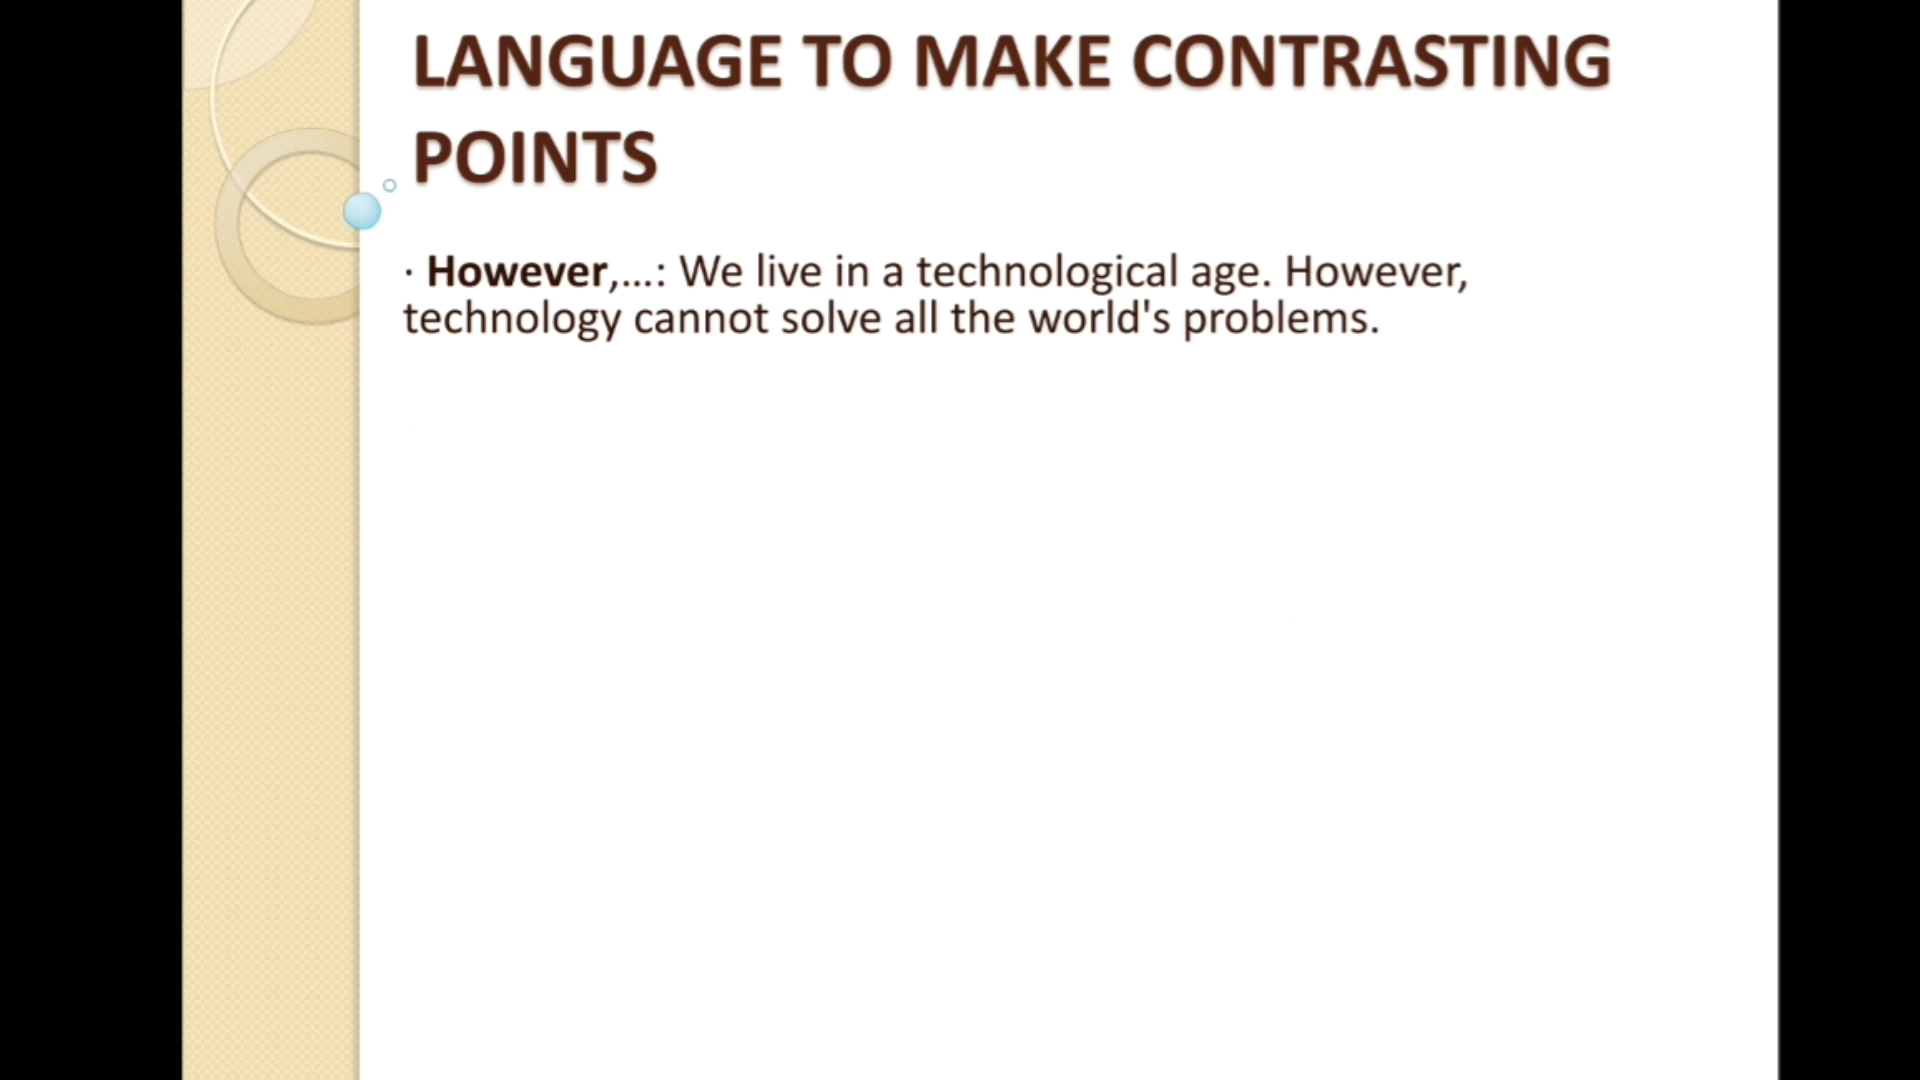 LANGUAGE TO MAKE CONTRASTING
POINTS
· However,...: We live in a technological age. However,
technology cannot solve all the world's problems.